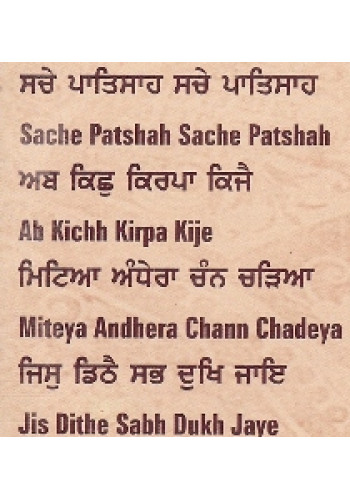 ਸਚੇ ਪਾਤਿਸਾਹ ਸਚੇ ਪਾਤਿਸਾਹ
Sache Patshah Sache Patshah
ਅਬ ਕਿਛੁ ਕਿਰਪਾ ਕਿਜੈ
Ab Kichh Kirpa Kije
ਮਿਟਿਆ ਅੰਧੇਰਾ ਚੰਨ ਚੜਿਆ
Miteya Andhera Chann Chadeya
ਜਿਸੁ ਡਿਠੈ ਸਭ ਦੁਖਿ ਜਾਇ
Jis Dithe Sabh Dukh Jaye